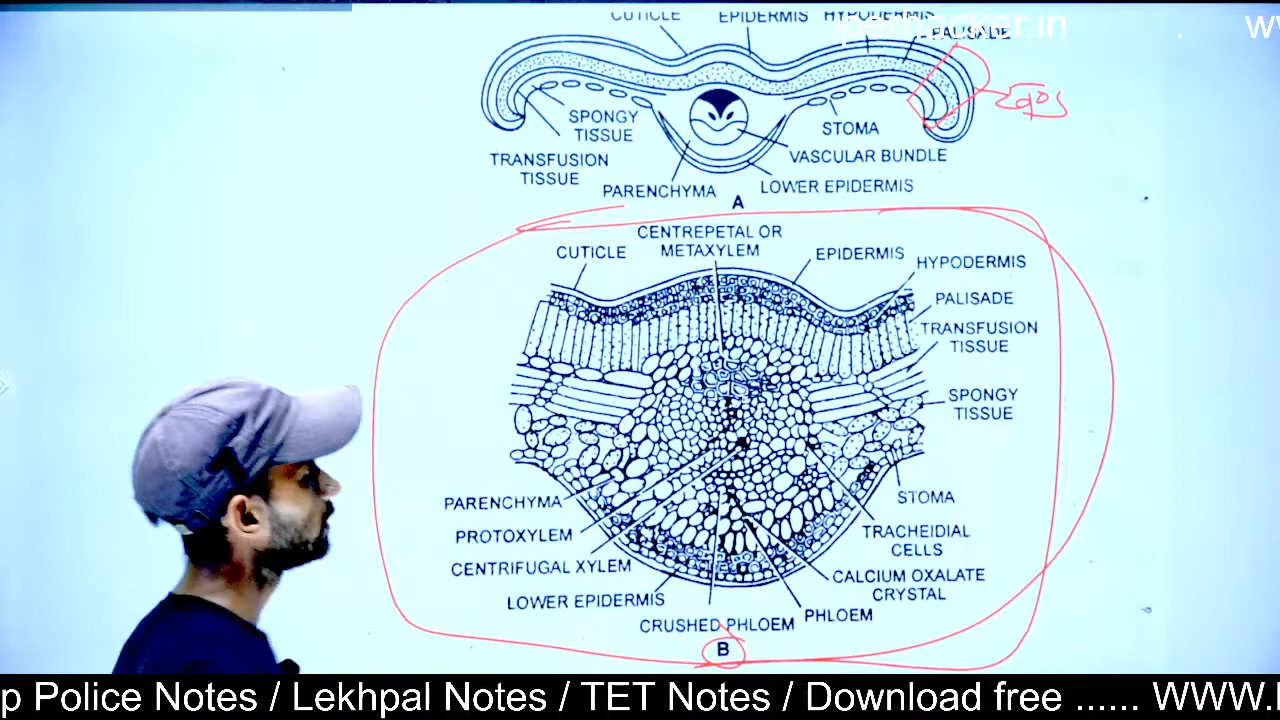 CUTICLE EPIDERMIS HYPODERMIS
PALISADE
SPONGY
TISSUE
STOMA
TRANSFUSION
TISSUE
VASCULAR BUNDLE
PARENCHYMA
LOWER EPIDERMIS
A
CENTREPETAL OR
METAXYLEM
CUTICLE
EPIDERMIS
HYPODERMIS
PALISADE
TRANSFUSION
TISSUE
SPONGY
TISSUE
STOMA
PARENCHYMA
PROTOXYLEM
TRACHEIDIAL
CELLS
CENTRIFUGAL XYLEM
CALCIUM OXALATE
CRYSTAL
LOWER EPIDERMIS
PHLOEM
CRUSHED PHLOEM
B
p Police Notes / Lekhpal Notes / TET Notes / Download free ...... WWW.